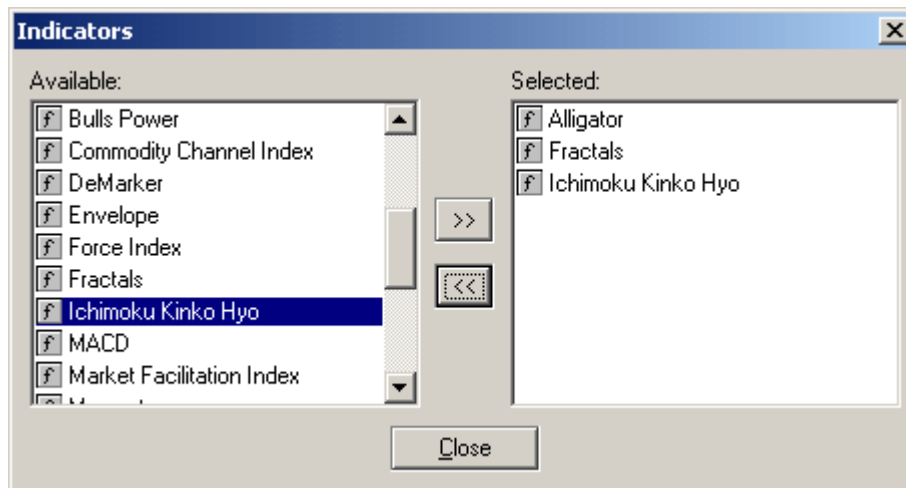 Indicators
Available:
Bulls Power
Commodity Channel Index
DeMarker
Envelope
Force Index
Fractals
Ichimoku Kinko Hyo
MACD
Market Facilitation Index
>>
<<
Selected:
Alligator
Fractals
Ichimoku Kinko Hyo
Close